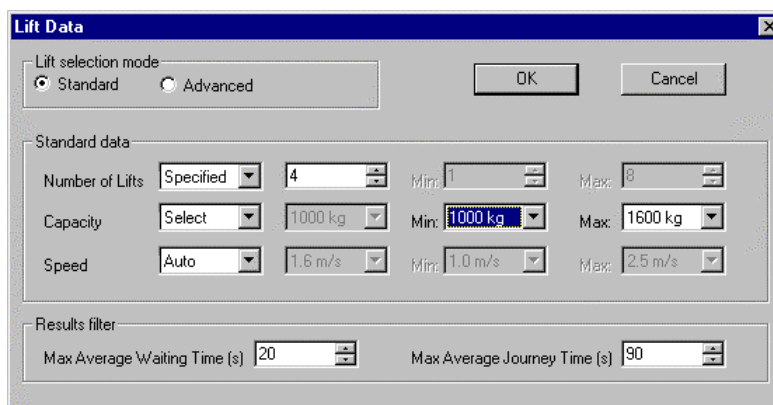 Lift Data
Lift selection mode
Standard Advanced OK Cancel
Standard data
Number of Lifts Specified 4 Min: 1 Max: 8
Capacity Select 1000 kg Min: 1000 kg Max: 1600 kg
Speed Auto 1.6 m/s Min: 1.0 m/s Max: 2.5 m/s
Results filter
Max Average Waiting Time (s) 20 Max Average Journey Time (s) 90